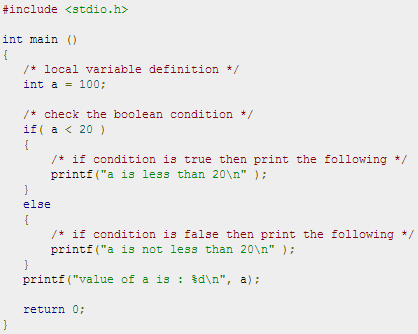 #include <stdio.h>
int main ()
{
/* local variable definition */
int a = 100;
/* check the boolean condition */
if( a < 20 )
{
/* if condition is true then print the following */
printf("a is less than 20\n" );
}
else
{
/* if condition is false then print the following */
printf("a is not less than 20\n" );
}
printf("value of a is : %d\n", a);
return 0;
}